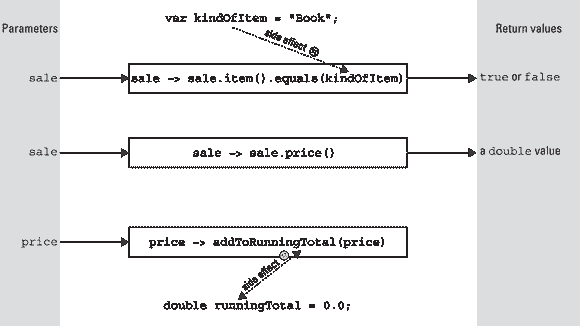 var kindOfItem = "Book";
Parameters
Return values
side effect
sale
sale -> sale.item().equals(kindOfItem)
true or false
sale
sale -> sale.price()
a double value
price
price -> addToRunningTotal(price)
side effect
double runningTotal = 0.0;